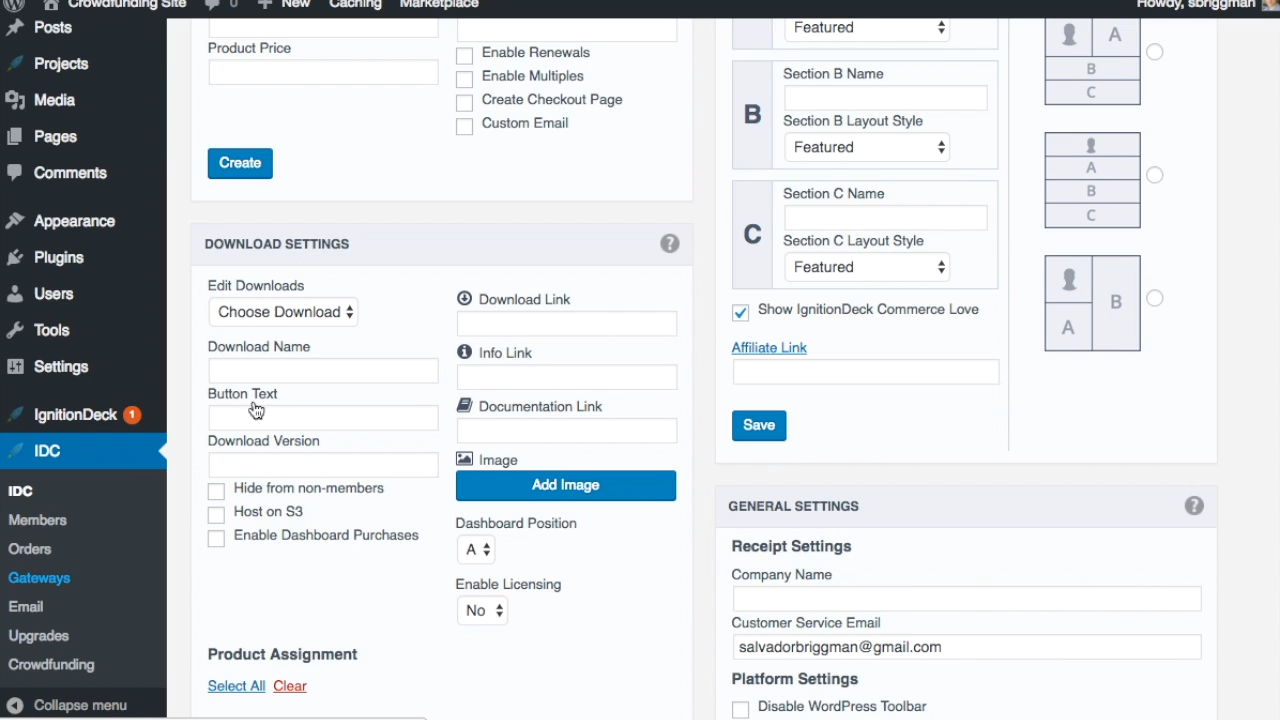 Crowdfunding Site
0
New
Caching
Marketplace
Howdy, sbriggman
Posts
Projects
Media
Pages
Comments
Appearance
Plugins
Users
Tools
Settings
IgnitionDeck 1
IDC
IDC
Members
Orders
Gateways
Email
Upgrades
Crowdfunding
Collapse menu
Product Price
Enable Renewals
Enable Multiples
Create Checkout Page
Custom Email
Create
DOWNLOAD SETTINGS
?
Edit Downloads
Choose Download
Download Name
Button Text
Download Version
Hide from non-members
Host on S3
Enable Dashboard Purchases
Download Link
Info Link
Documentation Link
Image
Add Image
Dashboard Position
A
Enable Licensing
No
Product Assignment
Select All Clear
Featured
B
Section B Name
Section B Layout Style
Featured
C
Section C Name
Section C Layout Style
Featured
Show IgnitionDeck Commerce Love
Affiliate Link
Save
A
B
C
A
B
C
A
B
GENERAL SETTINGS
?
Receipt Settings
Company Name
Customer Service Email
salvadorbriggman@gmail.com
Platform Settings
Disable WordPress Toolbar